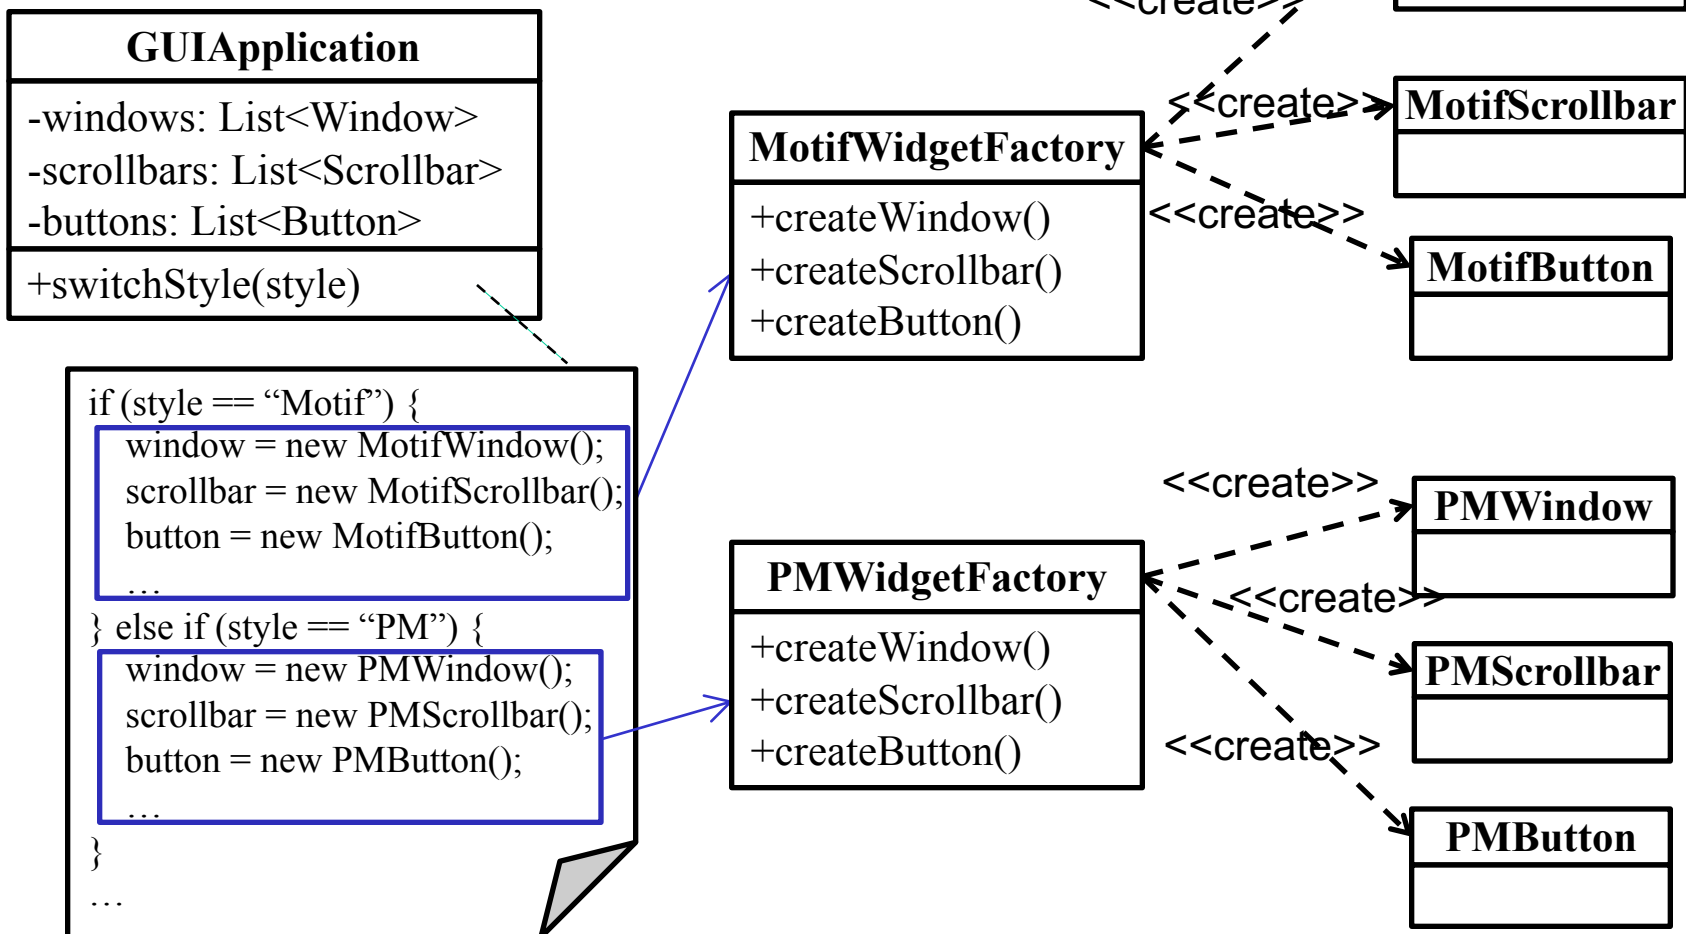 GUIApplication
-windows: List<Window>
-scrollbars: List<Scrollbar>
-buttons: List<Button>
+switchStyle(style)
if (style == “Motif”) {
window = new MotifWindow();
scrollbar = new MotifScrollbar();
button = new MotifButton();
…
} else if (style == “PM”) {
window = new PMWindow();
scrollbar = new PMScrollbar();
button = new PMButton();
…
}
…
MotifWidgetFactory
+createWindow()
+createScrollbar()
+createButton()
<<create>>
<<create>>
<<create>>
MotifScrollbar
MotifButton
PMWidgetFactory
+createWindow()
+createScrollbar()
+createButton()
<<create>>
<<create>>
<<create>>
PMWindow
PMScrollbar
PMButton